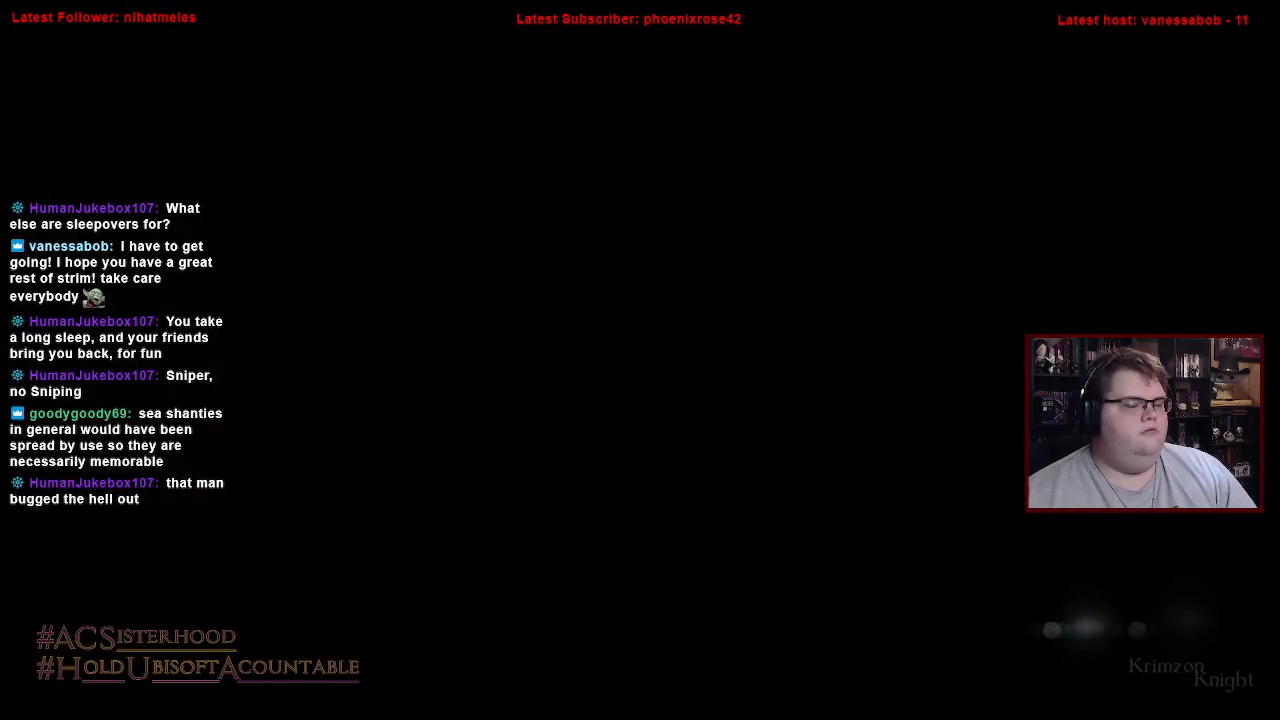 Latest Follower: nihatmeles
Latest Subscriber: phoenixrose42
Latest host: vanessabob - 11
HumanJukebox107: What
else are sleepovers for?
vanessabob: I have to get
going! I hope you have a great
rest of strim! take care
everybody
HumanJukebox107: You take
a long sleep, and your friends
bring you back, for fun
HumanJukebox107: Sniper,
no Sniping
goodygoody69: sea shanties
in general would have been
spread by use so they are
necessarily memorable
HumanJukebox107: that man
bugged the hell out
#ACSisterhood
#HoldUbisoftAcountable
Krimzon
Knight